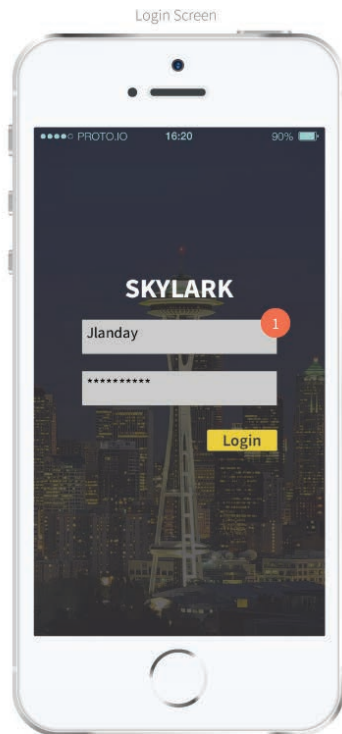 Login Screen
PROTO.IO 16:20 90%
SKYLARK
Jlanday
1
**********
Login